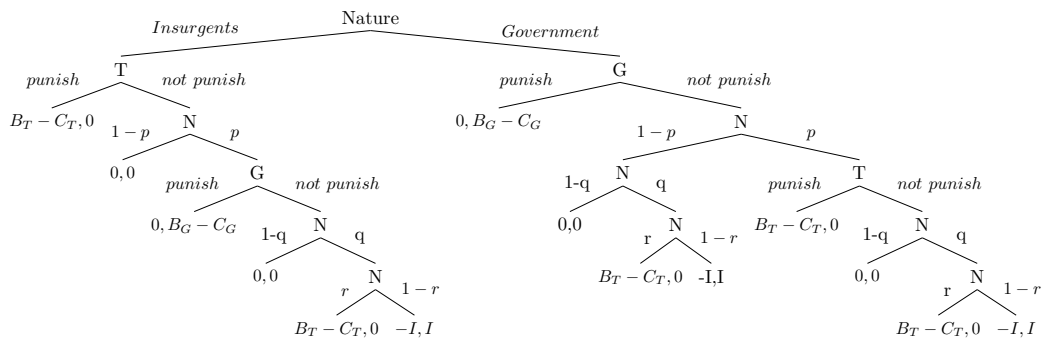 Nature
Insurgents Government
T G
punish not punish punish not punish
B_T − C_T, 0 N 0, B_G − C_G N
1 − p p 1 − p p
0, 0 G N T
punish not punish 1-q q punish not punish
0, B_G − C_G N 0,0 N B_T − C_T, 0 N
1-q q r 1 − r 1-q q
0, 0 N B_T − C_T, 0 -I,I 0, 0 N
r 1 − r r 1 − r
B_T − C_T, 0 −I, I B_T − C_T, 0 −I, I